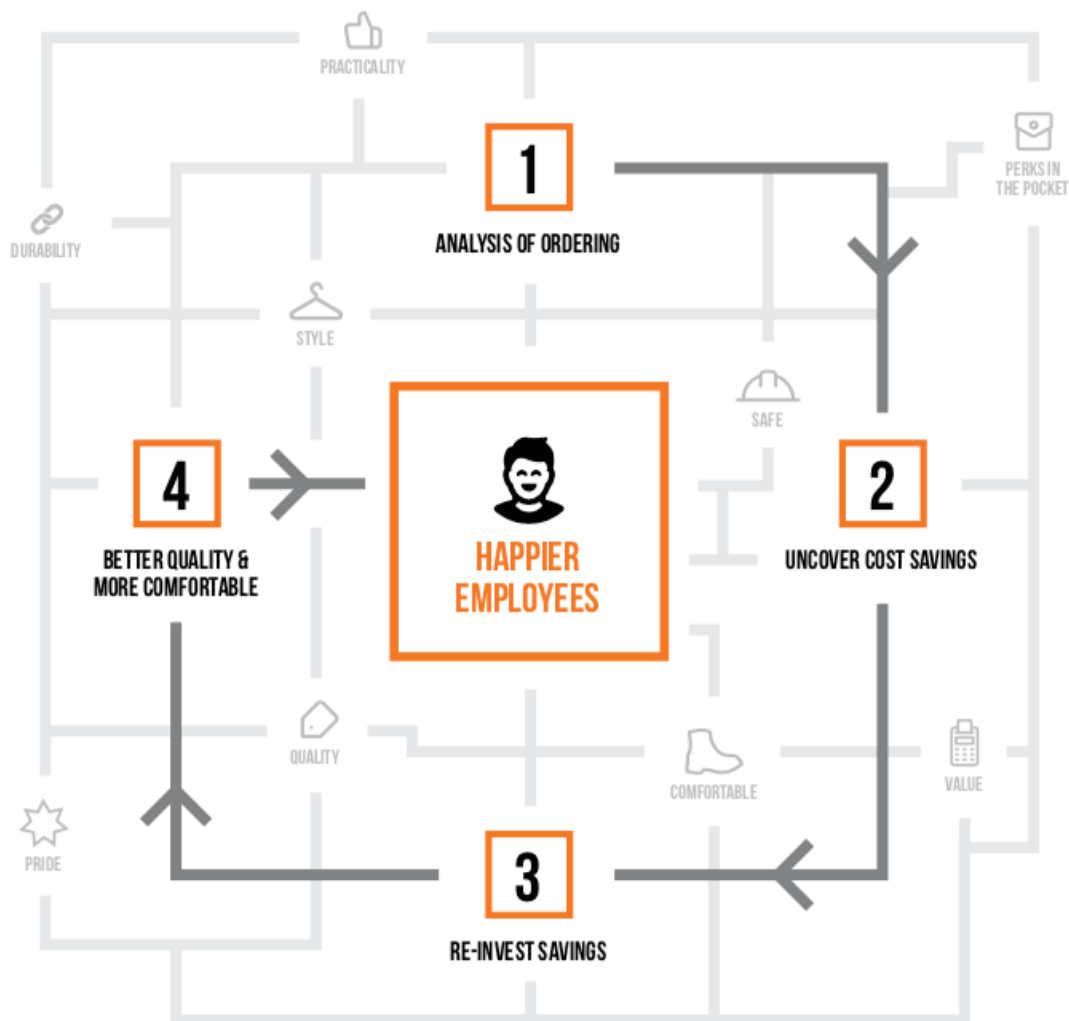 PRACTICALITY
1
ANALYSIS OF ORDERING
PERKS IN
THE POCKET
DURABILITY
STYLE
SAFE
4
BETTER QUALITY &
MORE COMFORTABLE
HAPPIER
EMPLOYEES
2
UNCOVER COST SAVINGS
QUALITY
COMFORTABLE
VALUE
PRIDE
3
RE-INVEST SAVINGS